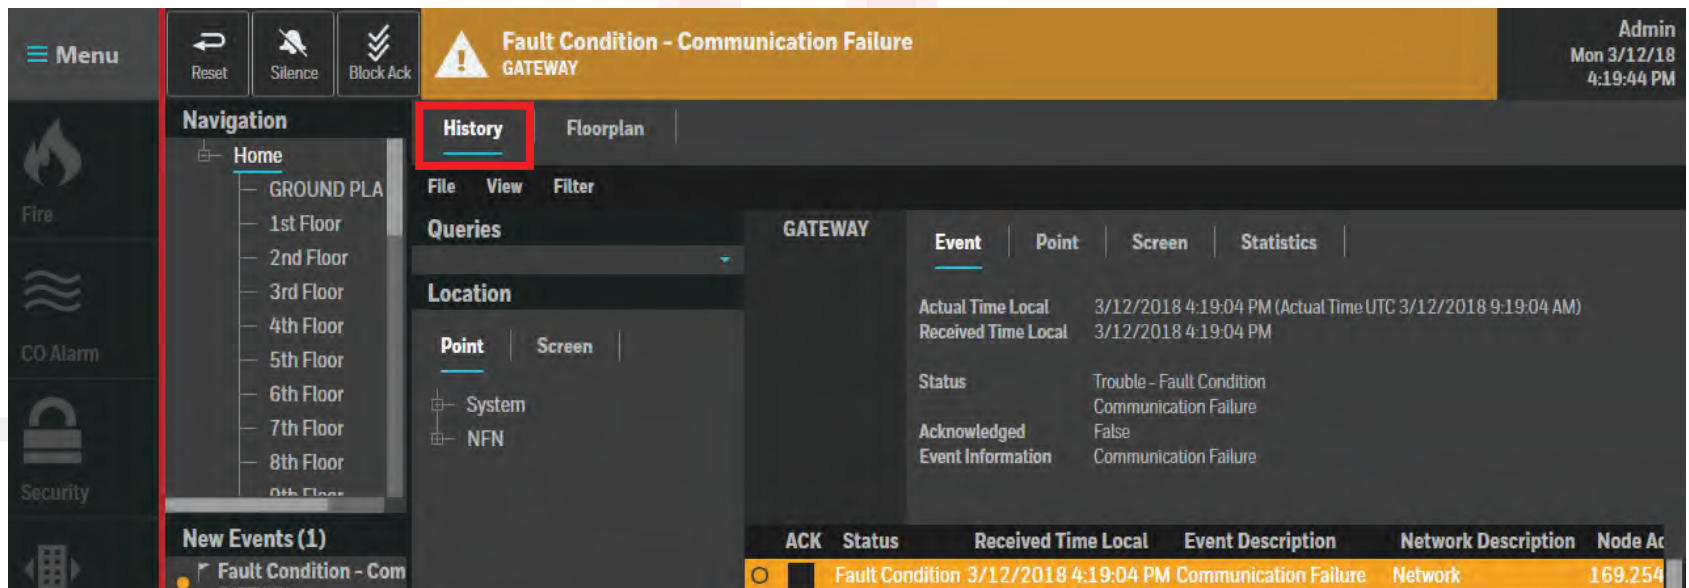 Menu
Reset
Silence
Block Ack
Fault Condition - Communication Failure
GATEWAY
Admin
Mon 3/12/18
4:19:44 PM
Fire
CO Alarm
Security
Navigation
Home
GROUND PLA
1st Floor
2nd Floor
3rd Floor
4th Floor
5th Floor
6th Floor
7th Floor
8th Floor
9th Floor
New Events (1)
Fault Condition - Com
History Floorplan
File View Filter
Queries
Location
Point Screen
System
NFN
GATEWAY
Event Point Screen Statistics
Actual Time Local 3/12/2018 4:19:04 PM (Actual Time UTC 3/12/2018 9:19:04 AM)
Received Time Local 3/12/2018 4:19:04 PM
Status Trouble - Fault Condition
Communication Failure
Acknowledged False
Event Information Communication Failure
ACK Status Received Time Local Event Description Network Description Node Ad
Fault Condition 3/12/2018 4:19:04 PM Communication Failure Network 169.254